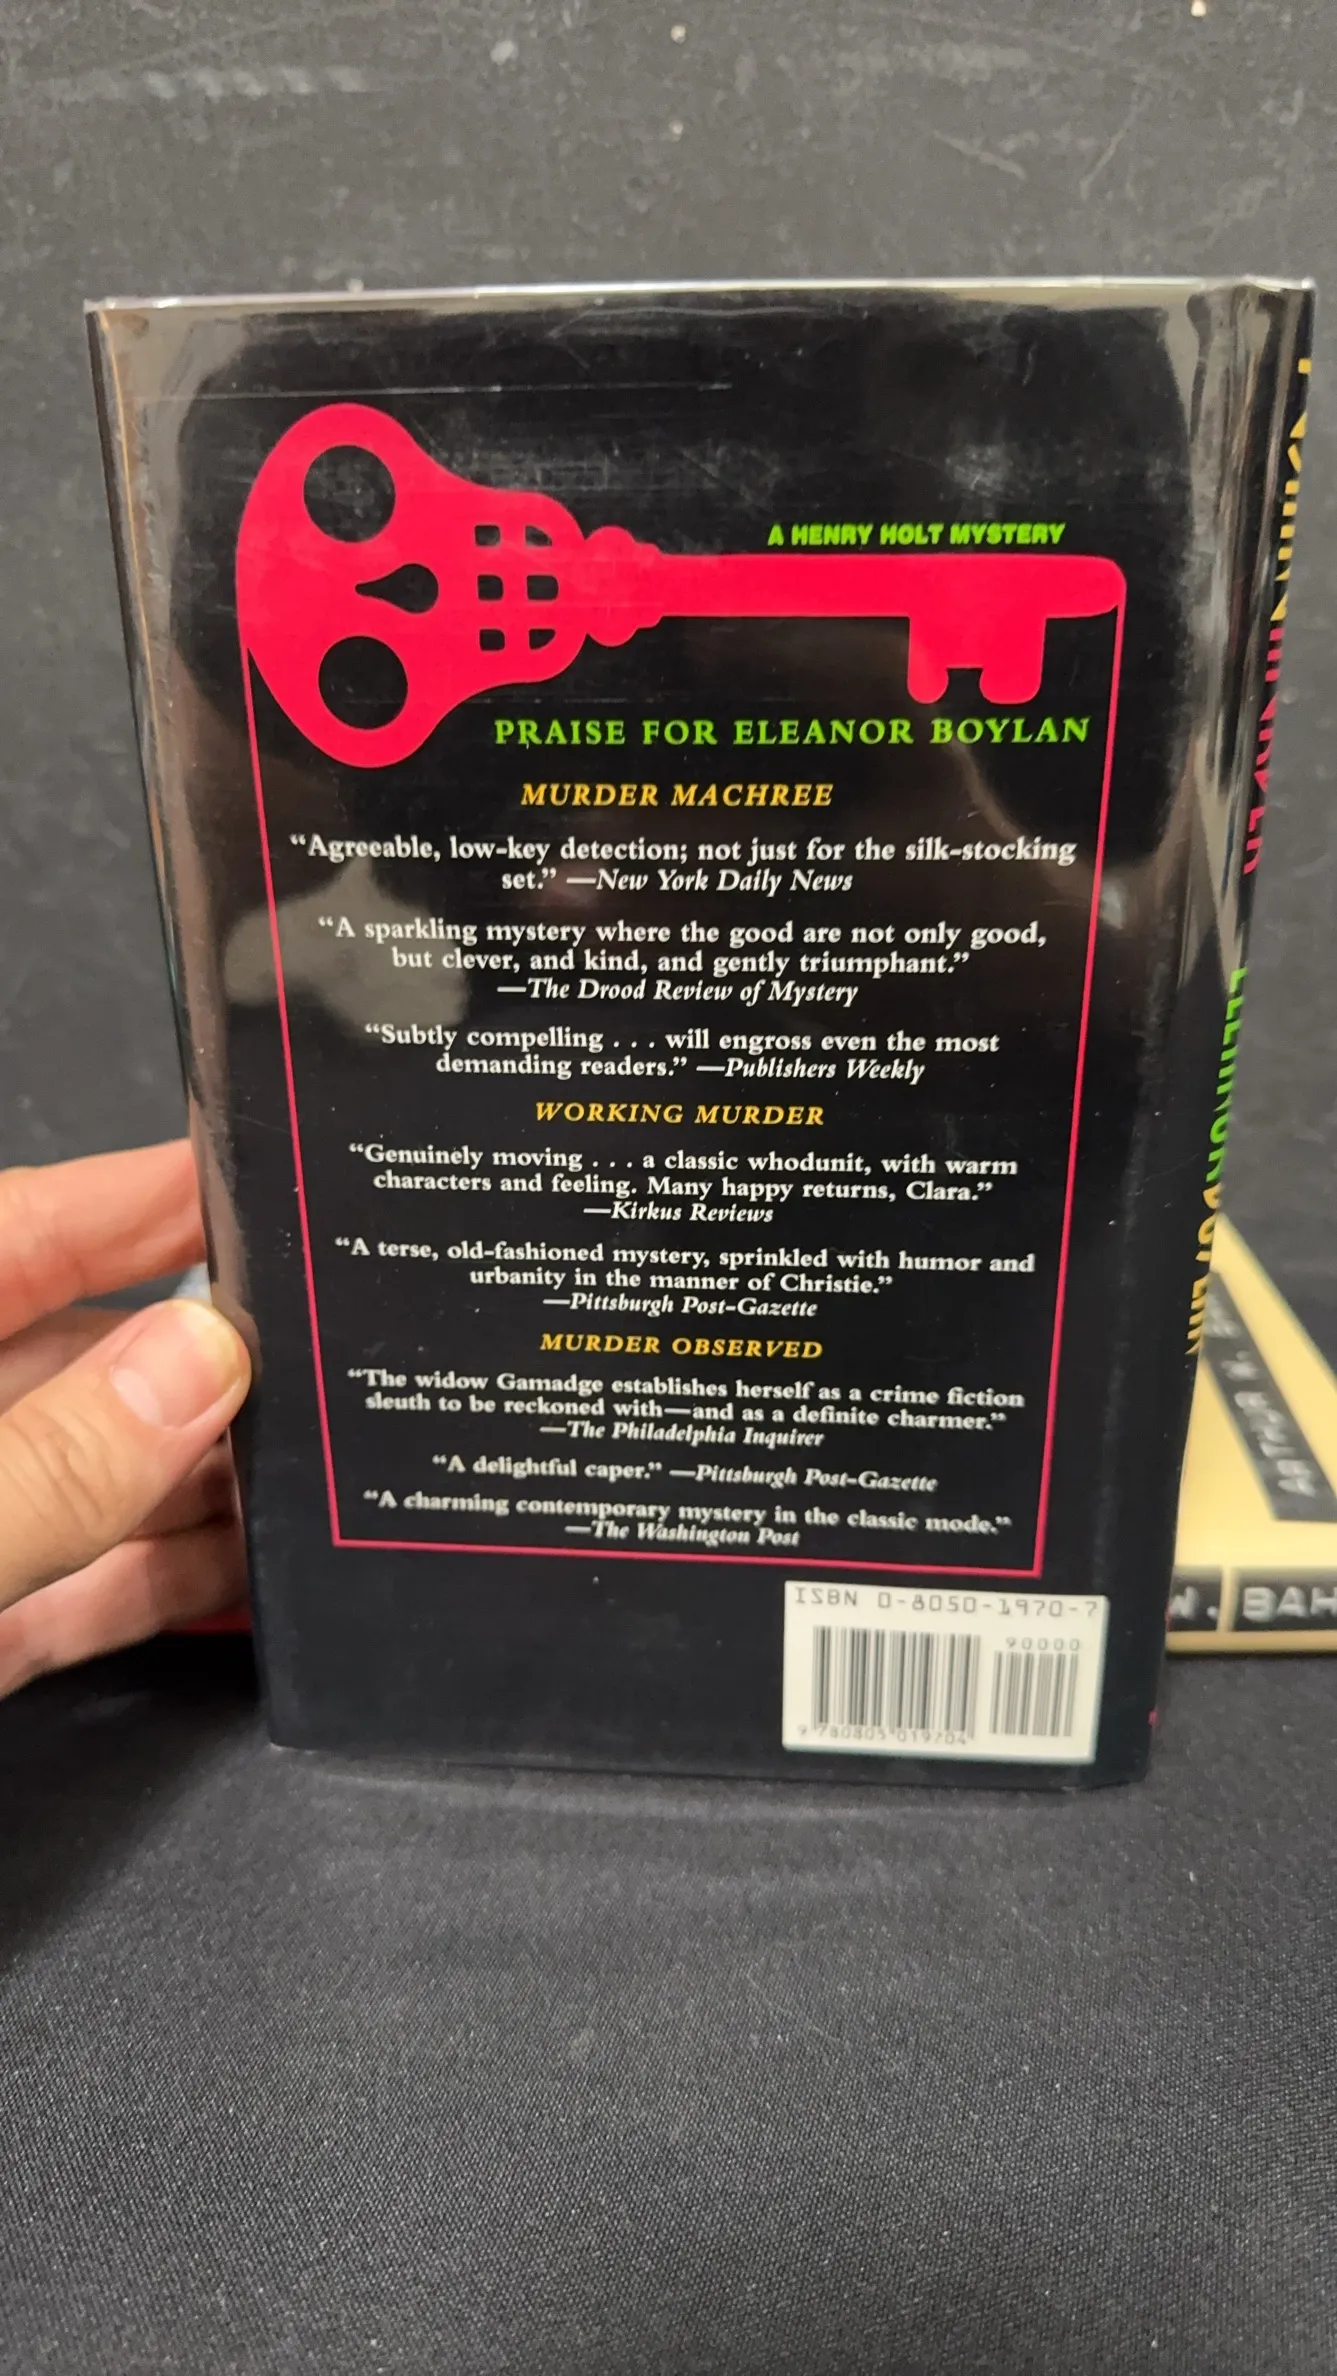 A HENRY HOLT MYSTERY
PRAISE FOR ELEANOR BOYLAN
MURDER MACHREE
“Agreeable, low-key detection; not just for the silk-stocking
set.” —New York Daily News
“A sparkling mystery where the good are not only good,
but clever, and kind, and gently triumphant.”
—The Drood Review of Mystery
“Subtly compelling . . . will engross even the most
demanding readers.” —Publishers Weekly
WORKING MURDER
“Genuinely moving . . . a classic whodunit, with warm
characters and feeling. Many happy returns, Clara.”
—Kirkus Reviews
“A terse, old-fashioned mystery, sprinkled with humor and
urbanity in the manner of Christie.”
—Pittsburgh Post-Gazette
MURDER OBSERVED
“The widow Gamadge establishes herself as a crime fiction
sleuth to be reckoned with—and as a definite charmer.”
—The Philadelphia Inquirer
“A delightful caper.” —Pittsburgh Post-Gazette
“A charming contemporary mystery in the classic mode.”
—The Washington Post
ISBN 0-8050-1970-7
90000
9 780805 019704
ELEANOR BOYLAN
ARTHUR W.
W. BAH